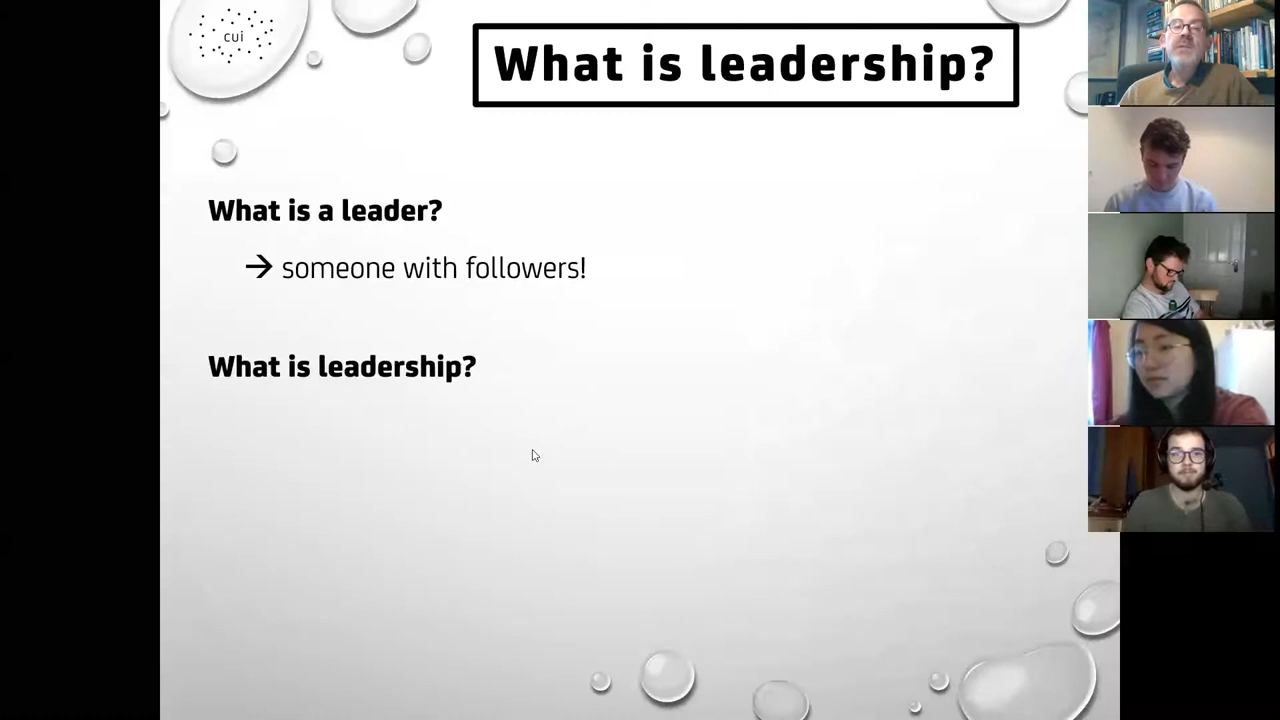 cui
What is leadership?
What is a leader?
→ someone with followers!
What is leadership?